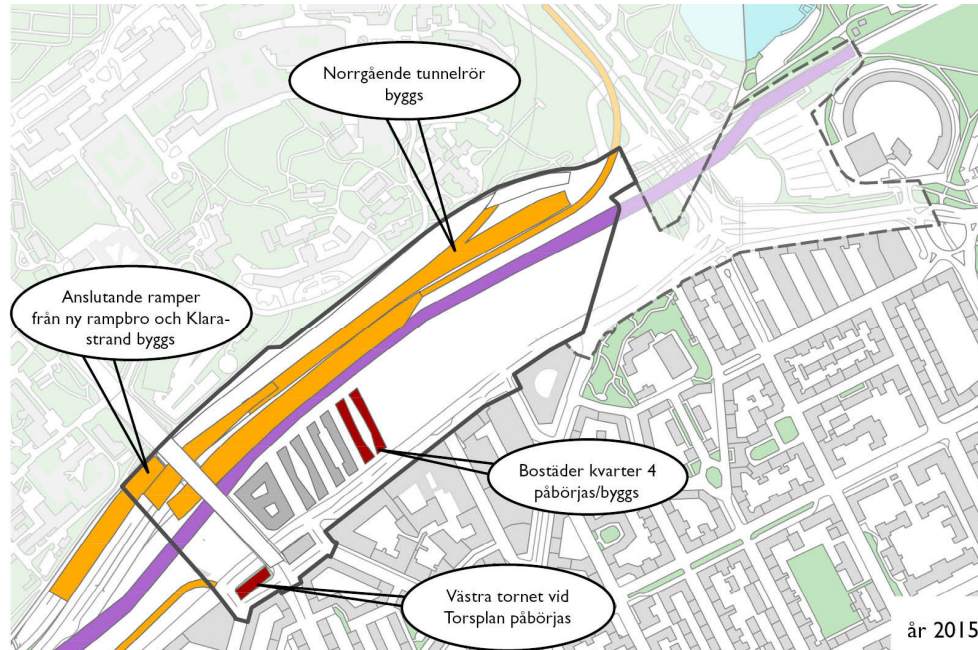 Norrgående tunnelrör
byggs
Anslutande ramper
från ny rampbro och Klara-
strand byggs
Bostäder kvarter 4
påbörjas/byggs
Västra tornet vid
Torsplan påbörjas
år 2015